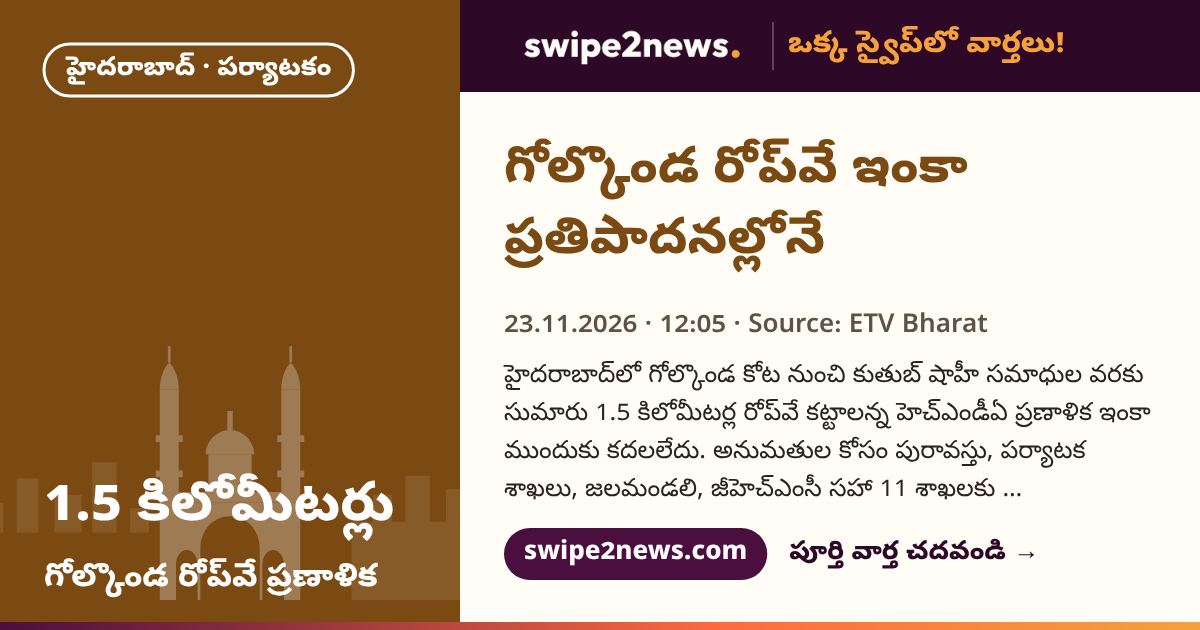 హైదరాబాద్ · పర్యాటకం
1.5 కిలోమీటర్లు
గోల్కొండ రోప్‌వే ప్రణాళిక
swipe2news.
ఒక్క స్వైప్‌లో వార్తలు!
గోల్కొండ రోప్‌వే ఇంకా
ప్రతిపాదనల్లోనే
23.11.2026 · 12:05 · Source: ETV Bharat
హైదరాబాద్‌లో గోల్కొండ కోట నుంచి కుతుబ్ షాహీ సమాధుల వరకు
సుమారు 1.5 కిలోమీటర్ల రోప్‌వే కట్టాలన్న హెచ్ఎండీఏ ప్రణాళిక ఇంకా
ముందుకు కదలలేదు. అనుమతుల కోసం పురావస్తు, పర్యాటక
శాఖలు, జలమండలి, జీహెచ్ఎంసీ సహా 11 శాఖలకు ...
swipe2news.com
పూర్తి వార్త చదవండి →